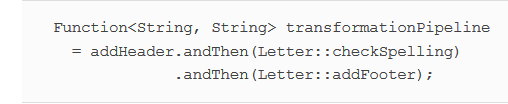 Function<String, String> transformationPipeline
= addHeader.andThen(Letter::checkSpelling)
.andThen(Letter::addFooter);